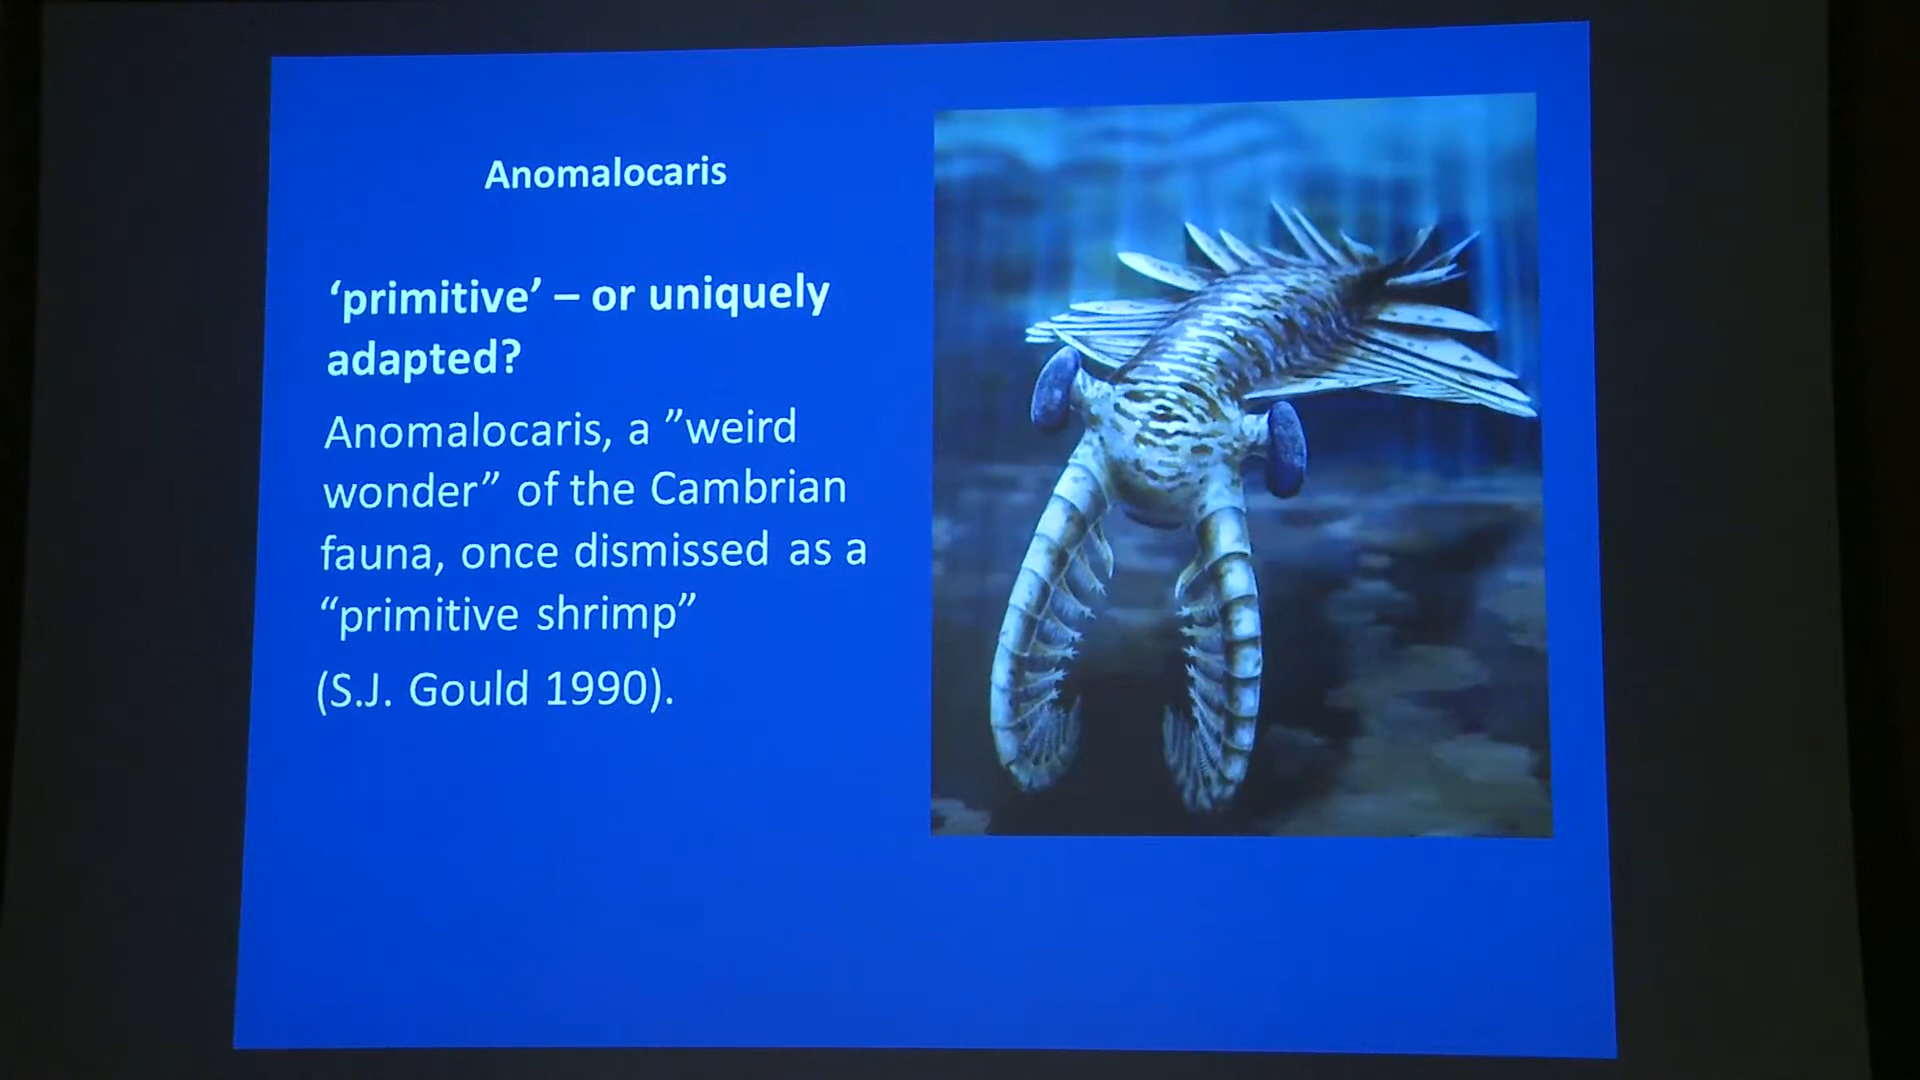 Anomalocaris
‘primitive’ – or uniquely
adapted?
Anomalocaris, a ”weird
wonder” of the Cambrian
fauna, once dismissed as a
“primitive shrimp”
(S.J. Gould 1990).